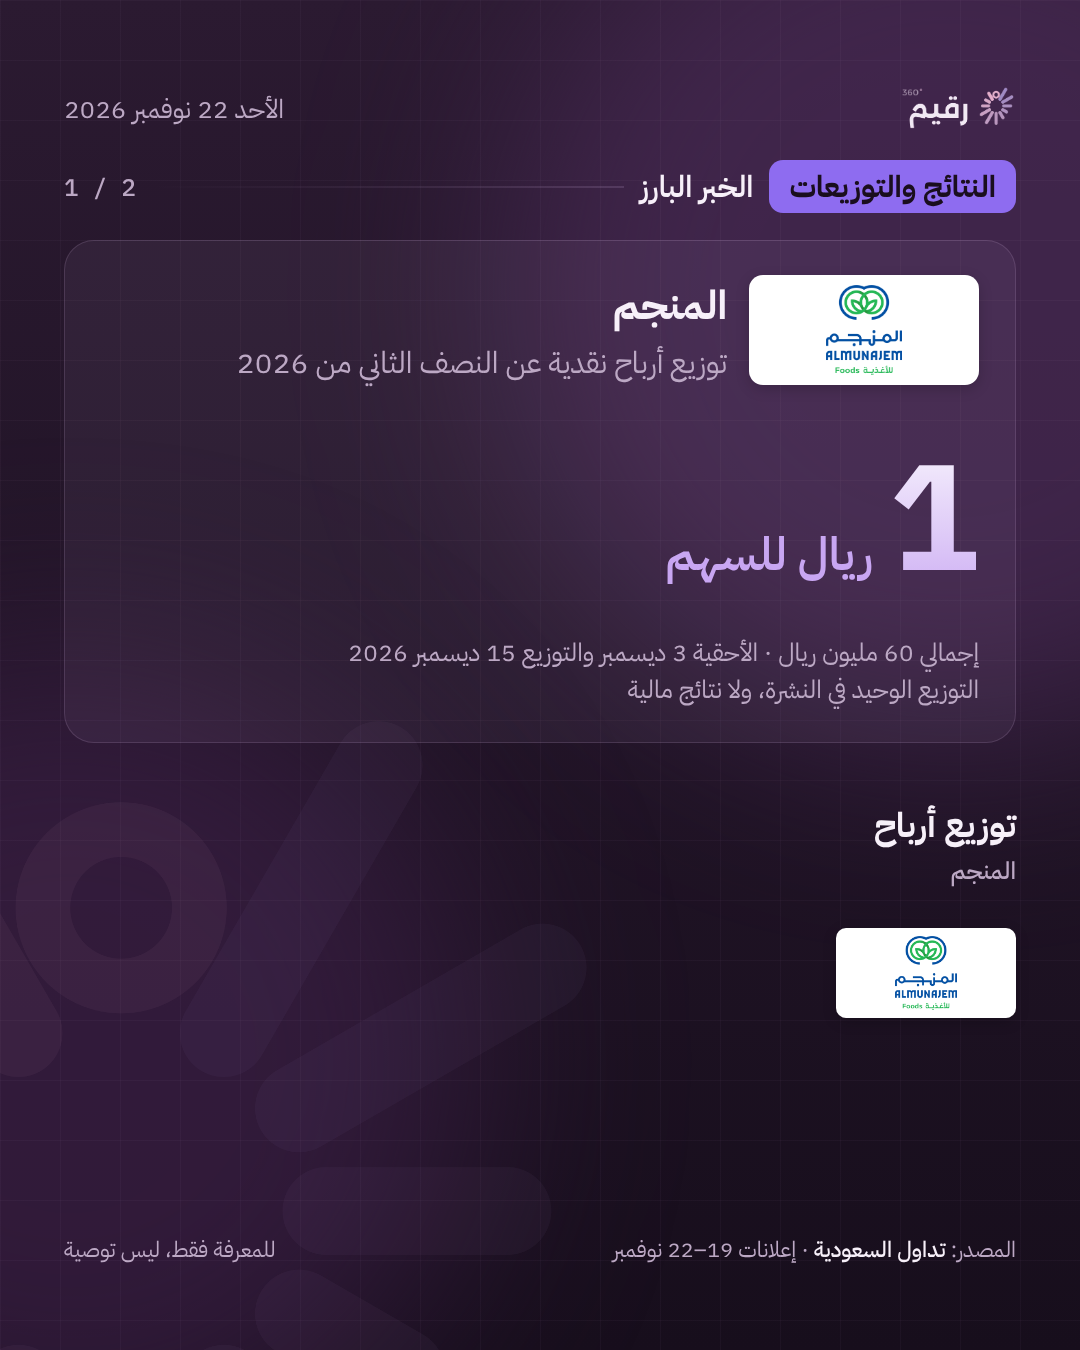 رقيم 360°
الأحد 22 نوفمبر 2026
النتائج والتوزيعات الخبر البارز 1 / 2
المنجم
توزيع أرباح نقدية عن النصف الثاني من 2026
المنجم
ALMUNAJEM
للأغذية Foods
1 ريال للسهم
إجمالي 60 مليون ريال · الأحقية 3 ديسمبر والتوزيع 15 ديسمبر 2026
التوزيع الوحيد في النشرة، ولا نتائج مالية
توزيع أرباح
المنجم
المنجم
ALMUNAJEM
للأغذية Foods
المصدر: تداول السعودية · إعلانات 19–22 نوفمبر
للمعرفة فقط، ليس توصية